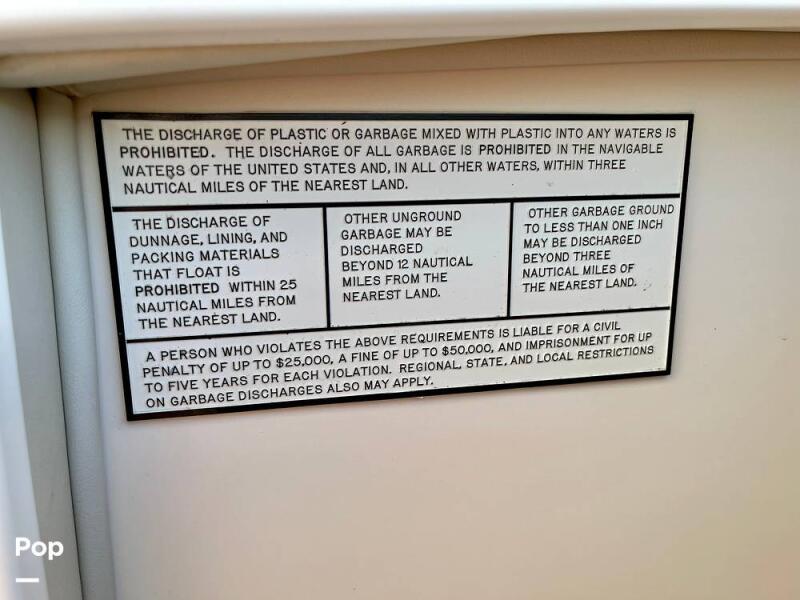 THE DISCHARGE OF PLASTIC OR GARBAGE MIXED WITH PLASTIC INTO ANY WATERS IS
PROHIBITED. THE DISCHARGE OF ALL GARBAGE IS PROHIBITED IN THE NAVIGABLE
WATERS OF THE UNITED STATES AND, IN ALL OTHER WATERS, WITHIN THREE
NAUTICAL MILES OF THE NEAREST LAND.
THE DISCHARGE OF
DUNNAGE, LINING, AND
PACKING MATERIALS
THAT FLOAT IS
PROHIBITED WITHIN 25
NAUTICAL MILES FROM
THE NEAREST LAND.
OTHER UNGROUND
GARBAGE MAY BE
DISCHARGED
BEYOND 12 NAUTICAL
MILES FROM THE
NEAREST LAND.
OTHER GARBAGE GROUND
TO LESS THAN ONE INCH
MAY BE DISCHARGED
BEYOND THREE
NAUTICAL MILES OF
THE NEAREST LAND.
A PERSON WHO VIOLATES THE ABOVE REQUIREMENTS IS LIABLE FOR A CIVIL
PENALTY OF UP TO $25,000, A FINE OF UP TO $50,000, AND IMPRISONMENT FOR UP
TO FIVE YEARS FOR EACH VIOLATION. REGIONAL, STATE, AND LOCAL RESTRICTIONS
ON GARBAGE DISCHARGES ALSO MAY APPLY.
Pop